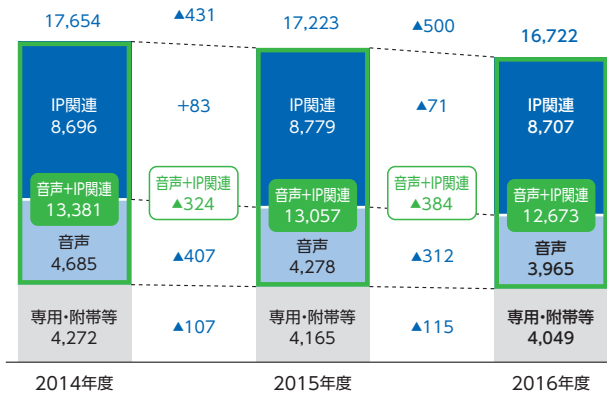 17,654
▲431
17,223
▲500
16,722
IP関連
8,696
+83
IP関連
8,779
▲71
IP関連
8,707
音声+IP関連
13,381
音声+IP関連
▲324
音声+IP関連
13,057
音声+IP関連
▲384
音声+IP関連
12,673
音声
4,685
▲407
音声
4,278
▲312
音声
3,965
専用・附帯等
4,272
▲107
専用・附帯等
4,165
▲115
専用・附帯等
4,049
2014年度
2015年度
2016年度